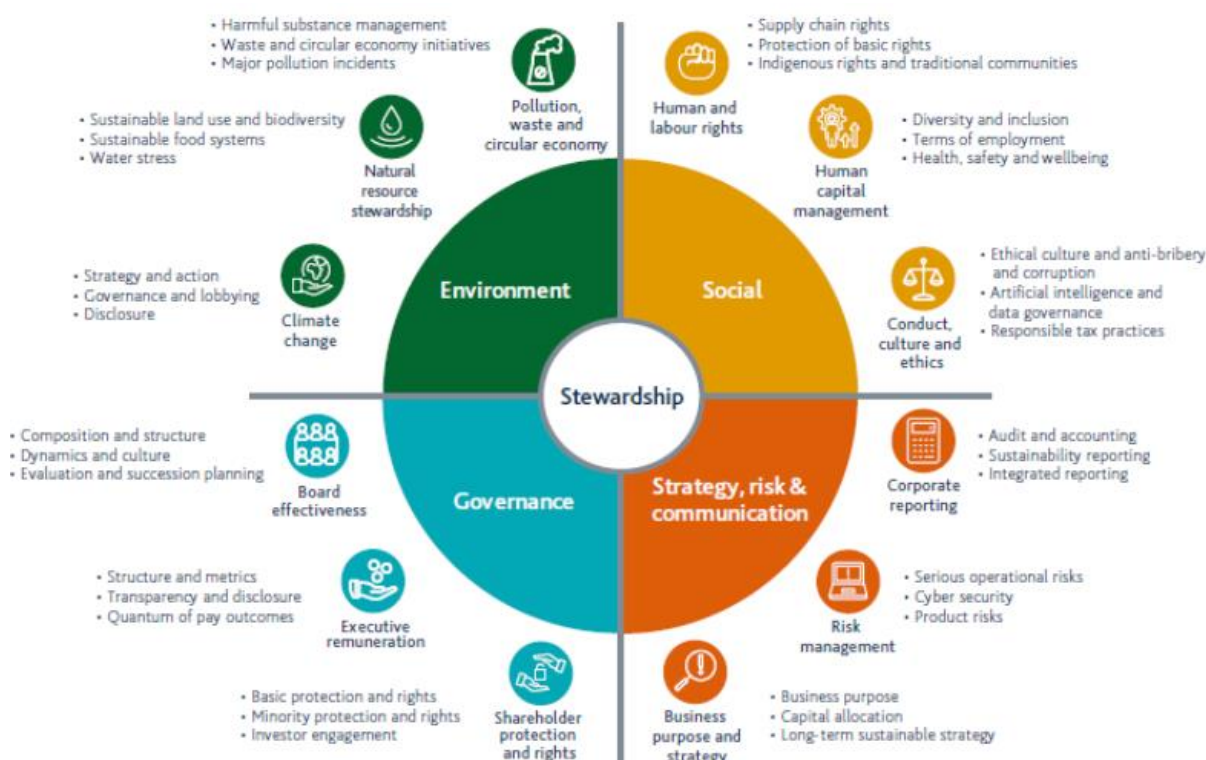 • Harmful substance management
• Waste and circular economy initiatives
• Major pollution incidents
Pollution,
waste and
circular economy
• Sustainable land use and biodiversity
• Sustainable food systems
• Water stress
Natural
resource
stewardship
• Strategy and action
• Governance and lobbying
• Disclosure
Climate
change
Environment
• Supply chain rights
• Protection of basic rights
• Indigenous rights and traditional communities
Human and
labour rights
• Diversity and inclusion
• Terms of employment
• Health, safety and wellbeing
Human
capital
management
• Ethical culture and anti-bribery
and corruption
• Artificial intelligence and
data governance
• Responsible tax practices
Conduct,
culture and
ethics
Social
Stewardship
• Composition and structure
• Dynamics and culture
• Evaluation and succession planning
Board
effectiveness
Governance
• Structure and metrics
• Transparency and disclosure
• Quantum of pay outcomes
Executive
remuneration
• Basic protection and rights
• Minority protection and rights
• Investor engagement
Shareholder
protection
and rights
Strategy, risk &
communication
Corporate
reporting
• Audit and accounting
• Sustainability reporting
• Integrated reporting
Risk
management
• Serious operational risks
• Cyber security
• Product risks
Business
purpose and
strategy
• Business purpose
• Capital allocation
• Long-term sustainable strategy